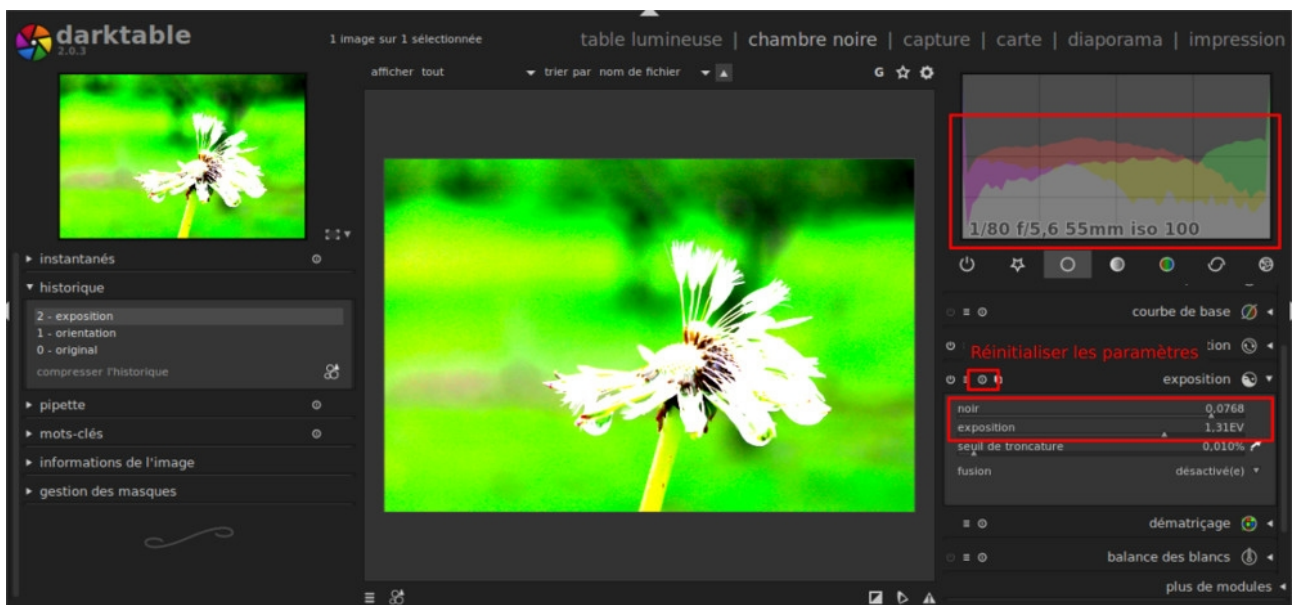 darktable
2.0.3
1 image sur 1 sélectionnée
table lumineuse | chambre noire | capture | carte | diaporama | impression
afficher tout
trier par nom de fichier
G
1/80 f/5,6 55mm iso 100
instantanés
historique
2 - exposition
1 - orientation
0 - original
compresser l'historique
pipette
mots-clés
informations de l'image
gestion des masques
courbe de base
Réinitialiser les paramètres
exposition
noir 0,0768
exposition 1,31EV
seuil de troncature 0,010%
fusion désactivé(e)
dématriçage
balance des blancs
plus de modules